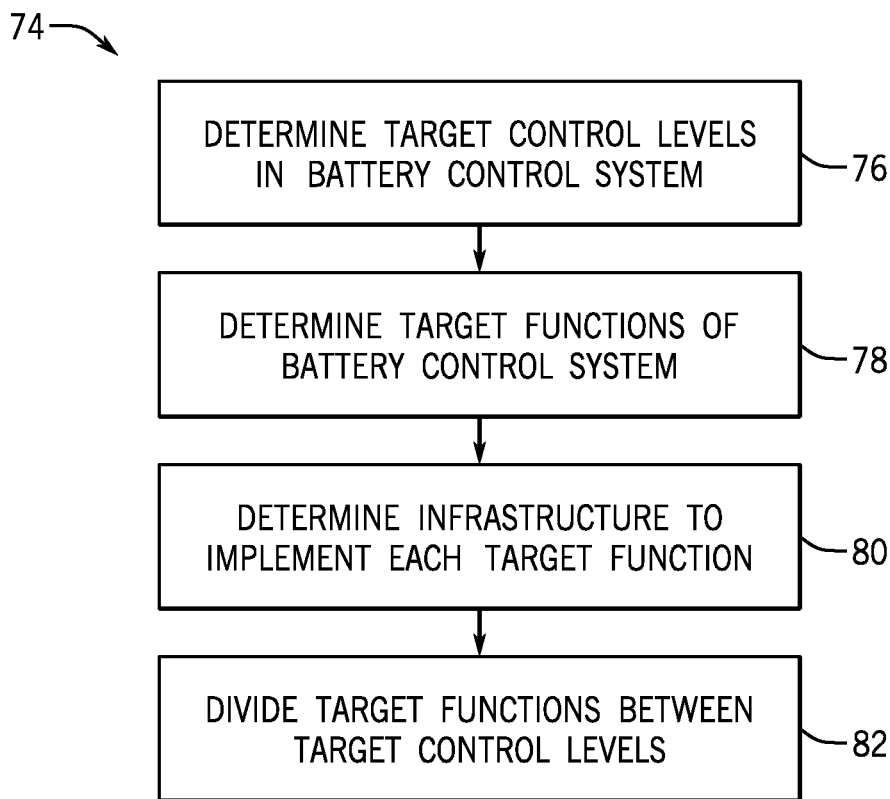 74
DETERMINE TARGET CONTROL LEVELS
IN BATTERY CONTROL SYSTEM
76
DETERMINE TARGET FUNCTIONS OF
BATTERY CONTROL SYSTEM
78
DETERMINE INFRASTRUCTURE TO
IMPLEMENT EACH TARGET FUNCTION
80
DIVIDE TARGET FUNCTIONS BETWEEN
TARGET CONTROL LEVELS
82